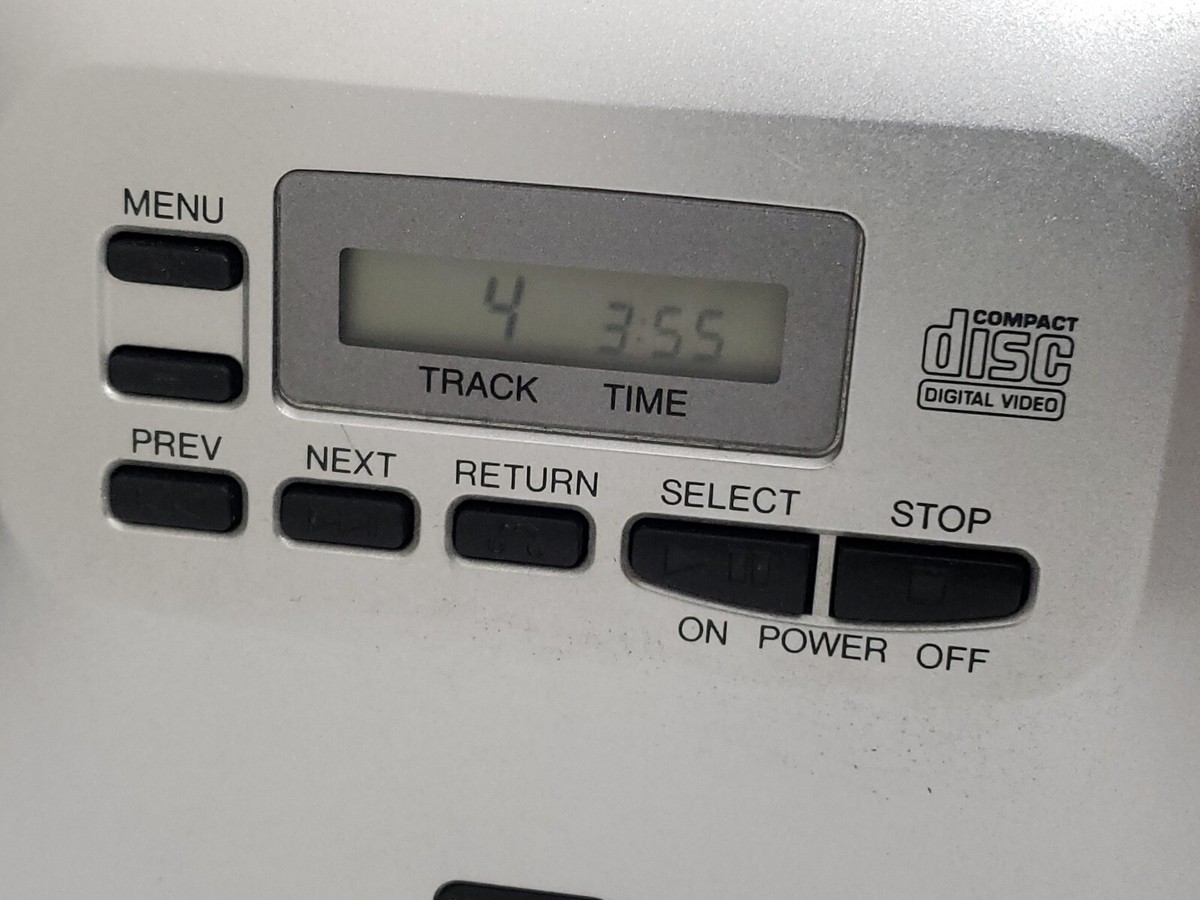 MENU
4 3:55
TRACK TIME
COMPACT
disc
DIGITAL VIDEO
PREV NEXT RETURN SELECT STOP
ON POWER OFF